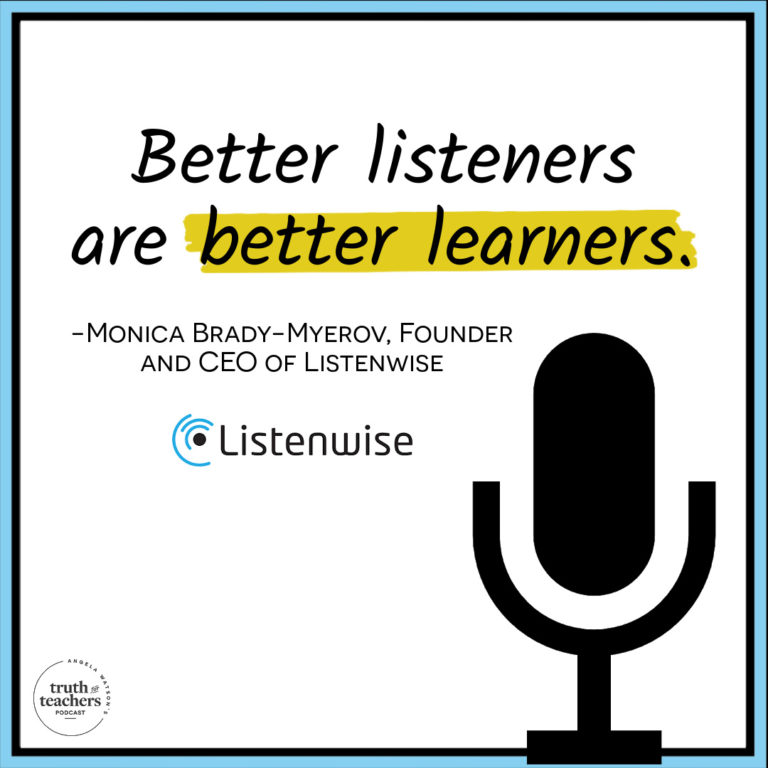 Better listeners
are better learners.
–Monica Brady–Myerov, Founder
and CEO of Listenwise
Listenwise
ANGELA WATSON'S
truth for
teachers
PODCAST